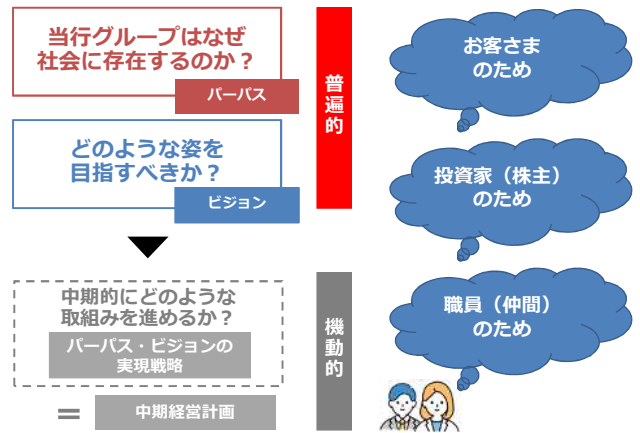 当行グループはなぜ
社会に存在するのか？
パーパス
どのような姿を
目指すべきか？
ビジョン
普遍的
中期的にどのような
取組みを進めるか？
パーパス・ビジョンの
実現戦略
＝
中期経営計画
機動的
お客さま
のため
投資家（株主）
のため
職員（仲間）
のため